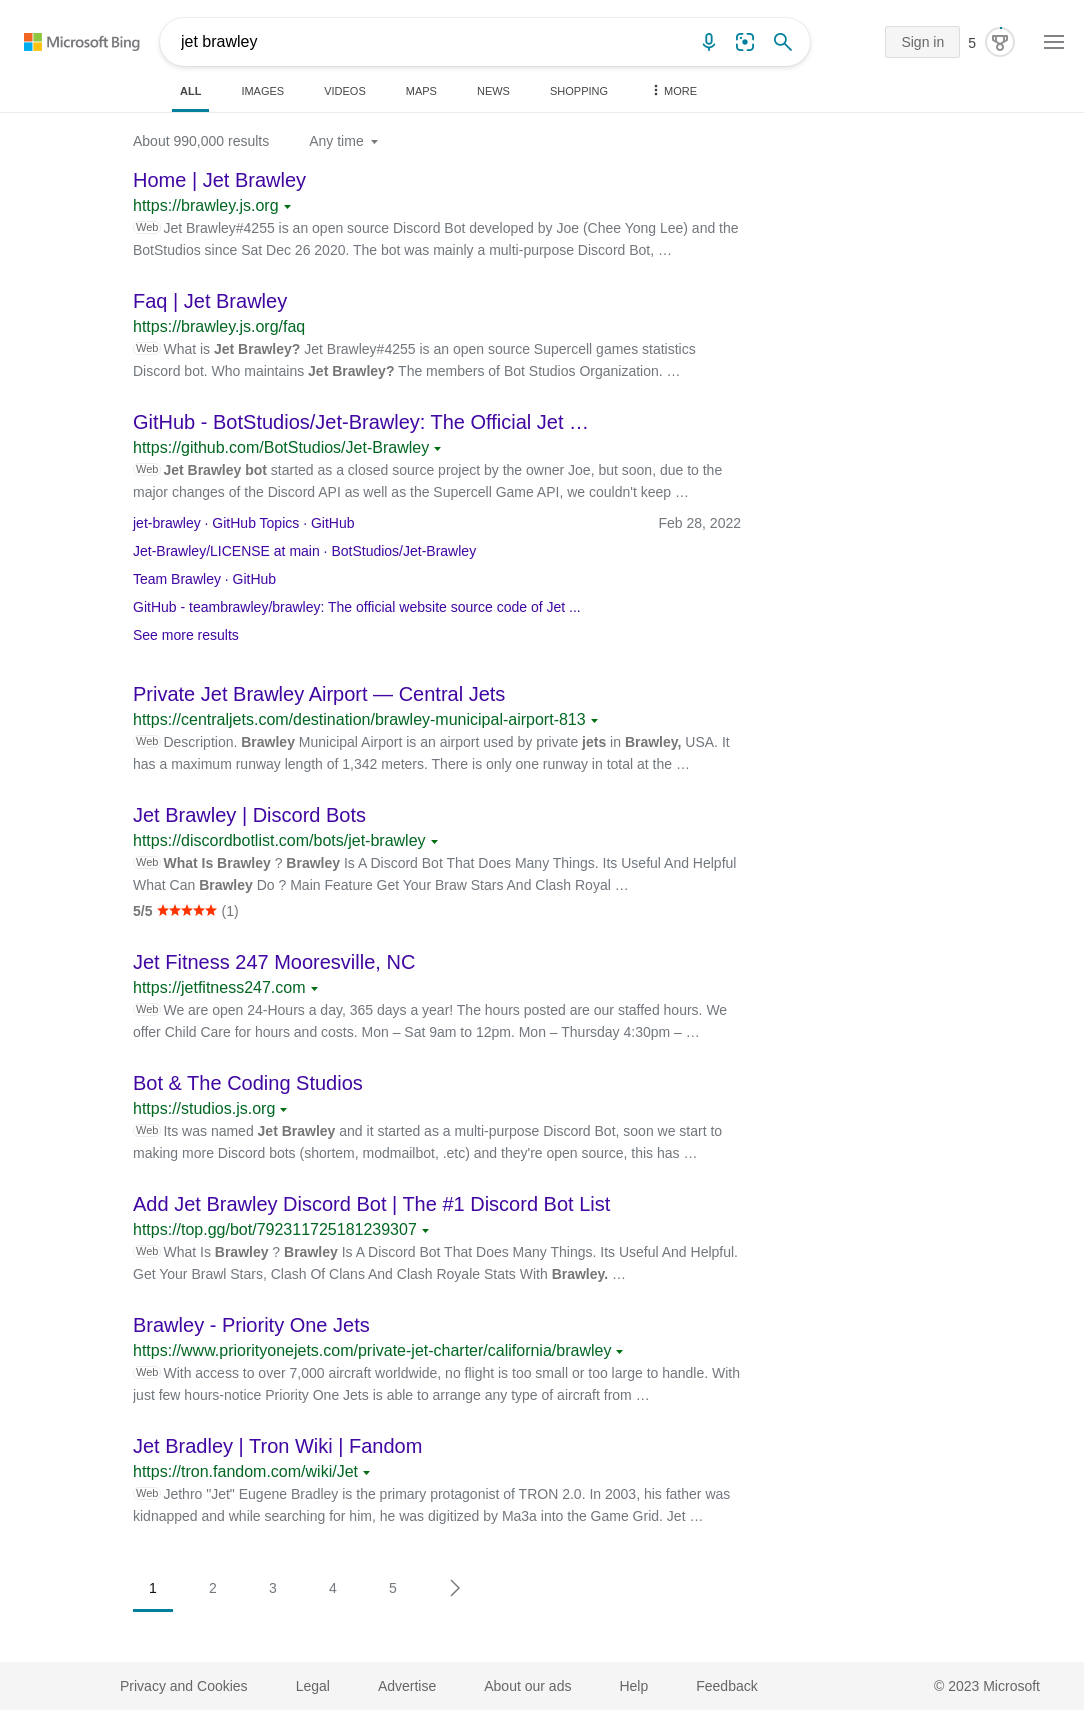 Microsoft Bing
jet brawley
Sign in
5
ALL IMAGES VIDEOS MAPS NEWS SHOPPING MORE
About 990,000 results Any time
Home | Jet Brawley
https://brawley.js.org
Web Jet Brawley#4255 is an open source Discord Bot developed by Joe (Chee Yong Lee) and the
BotStudios since Sat Dec 26 2020. The bot was mainly a multi-purpose Discord Bot, …
Faq | Jet Brawley
https://brawley.js.org/faq
Web What is Jet Brawley? Jet Brawley#4255 is an open source Supercell games statistics
Discord bot. Who maintains Jet Brawley? The members of Bot Studios Organization. …
GitHub - BotStudios/Jet-Brawley: The Official Jet …
https://github.com/BotStudios/Jet-Brawley
Web Jet Brawley bot started as a closed source project by the owner Joe, but soon, due to the
major changes of the Discord API as well as the Supercell Game API, we couldn't keep …
jet-brawley · GitHub Topics · GitHub Feb 28, 2022
Jet-Brawley/LICENSE at main · BotStudios/Jet-Brawley
Team Brawley · GitHub
GitHub - teambrawley/brawley: The official website source code of Jet ...
See more results
Private Jet Brawley Airport — Central Jets
https://centraljets.com/destination/brawley-municipal-airport-813
Web Description. Brawley Municipal Airport is an airport used by private jets in Brawley, USA. It
has a maximum runway length of 1,342 meters. There is only one runway in total at the …
Jet Brawley | Discord Bots
https://discordbotlist.com/bots/jet-brawley
Web What Is Brawley ? Brawley Is A Discord Bot That Does Many Things. Its Useful And Helpful
What Can Brawley Do ? Main Feature Get Your Braw Stars And Clash Royal …
5/5 ★★★★★ (1)
Jet Fitness 247 Mooresville, NC
https://jetfitness247.com
Web We are open 24-Hours a day, 365 days a year! The hours posted are our staffed hours. We
offer Child Care for hours and costs. Mon – Sat 9am to 12pm. Mon – Thursday 4:30pm – …
Bot & The Coding Studios
https://studios.js.org
Web Its was named Jet Brawley and it started as a multi-purpose Discord Bot, soon we start to
making more Discord bots (shortem, modmailbot, .etc) and they're open source, this has …
Add Jet Brawley Discord Bot | The #1 Discord Bot List
https://top.gg/bot/792311725181239307
Web What Is Brawley ? Brawley Is A Discord Bot That Does Many Things. Its Useful And Helpful.
Get Your Brawl Stars, Clash Of Clans And Clash Royale Stats With Brawley. …
Brawley - Priority One Jets
https://www.priorityonejets.com/private-jet-charter/california/brawley
Web With access to over 7,000 aircraft worldwide, no flight is too small or too large to handle. With
just few hours-notice Priority One Jets is able to arrange any type of aircraft from …
Jet Bradley | Tron Wiki | Fandom
https://tron.fandom.com/wiki/Jet
Web Jethro "Jet" Eugene Bradley is the primary protagonist of TRON 2.0. In 2003, his father was
kidnapped and while searching for him, he was digitized by Ma3a into the Game Grid. Jet …
1 2 3 4 5
Privacy and Cookies Legal Advertise About our ads Help Feedback © 2023 Microsoft